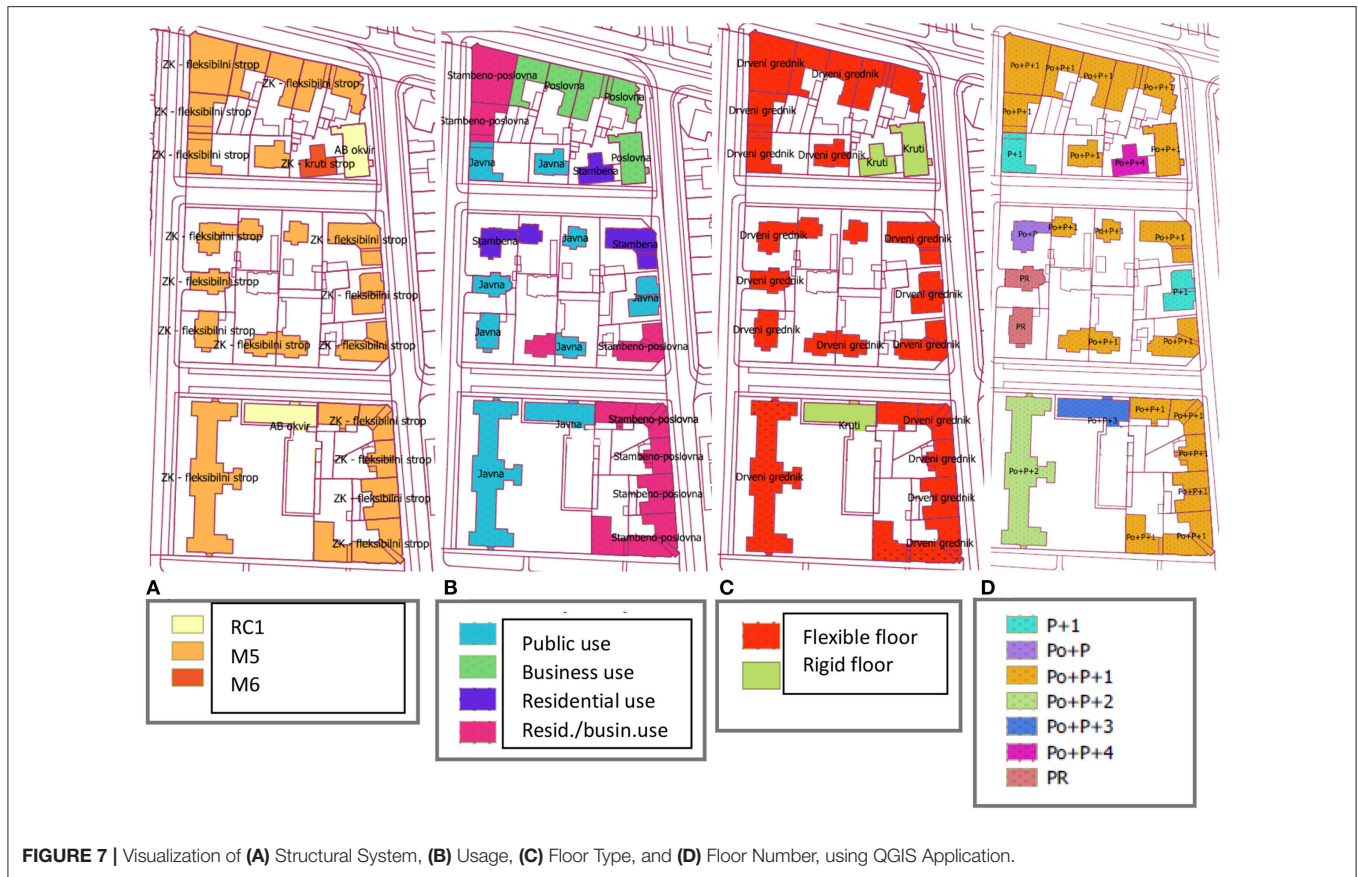 ZK - fleksibilni strop
ZK - fleksibilni strop
ZK - fleksibilni strop
ZK - fleksibilni strop
AB okvir
ZK - kruti strop
ZK - fleksibilni strop
ZK - fleksibilni strop
ZK - fleksibilni strop
ZK - fleksibilni strop
ZK - fleksibilni strop
ZK - fleksibilni strop
ZK - fleksibilni strop
AB okvir
ZK - fleksibilni strop
ZK - fleksibilni strop
ZK - fleksibilni strop
ZK - fleksibilni strop
ZK - fleksibilni strop
Stambeno-poslovna
Poslovna
Poslovna
Stambeno-poslovna
Javna
Javna
Poslovna
Stambena
Stambena
Javna
Stambena
Javna
Javna
Javna
Javna
Stambeno-poslovna
Javna
Stambeno-poslovna
Stambeno-poslovna
Javna
Stambeno-poslovna
Stambeno-poslovna
Drveni grednik
Drveni grednik
Drveni grednik
Drveni grednik
Drveni grednik
Kruti
Kruti
Drveni grednik
Drveni grednik
Drveni grednik
Drveni grednik
Drveni grednik
Drveni grednik
Drveni grednik
Kruti
Drveni grednik
Drveni grednik
Drveni grednik
Drveni grednik
Drveni grednik
Po+P+1
Po+P+1
Po+P+1
Po+P+1
Po+P+1
P+1
Po+P+1
Po+P+4
Po+P+1
Po+P
Po+P+1
Po+P+1
Po+P+1
PR
P+1
PR
Po+P+1
Po+P+1
Po+P+3
Po+P+1
Po+P+1
Po+P+1
Po+P+2
Po+P+1
Po+P+1
Po+P+1
A
RC1
M5
M6
B
Public use
Business use
Residential use
Resid./busin.use
C
Flexible floor
Rigid floor
D
P+1
Po+P
Po+P+1
Po+P+2
Po+P+3
Po+P+4
PR
FIGURE 7 | Visualization of (A) Structural System, (B) Usage, (C) Floor Type, and (D) Floor Number, using QGIS Application.